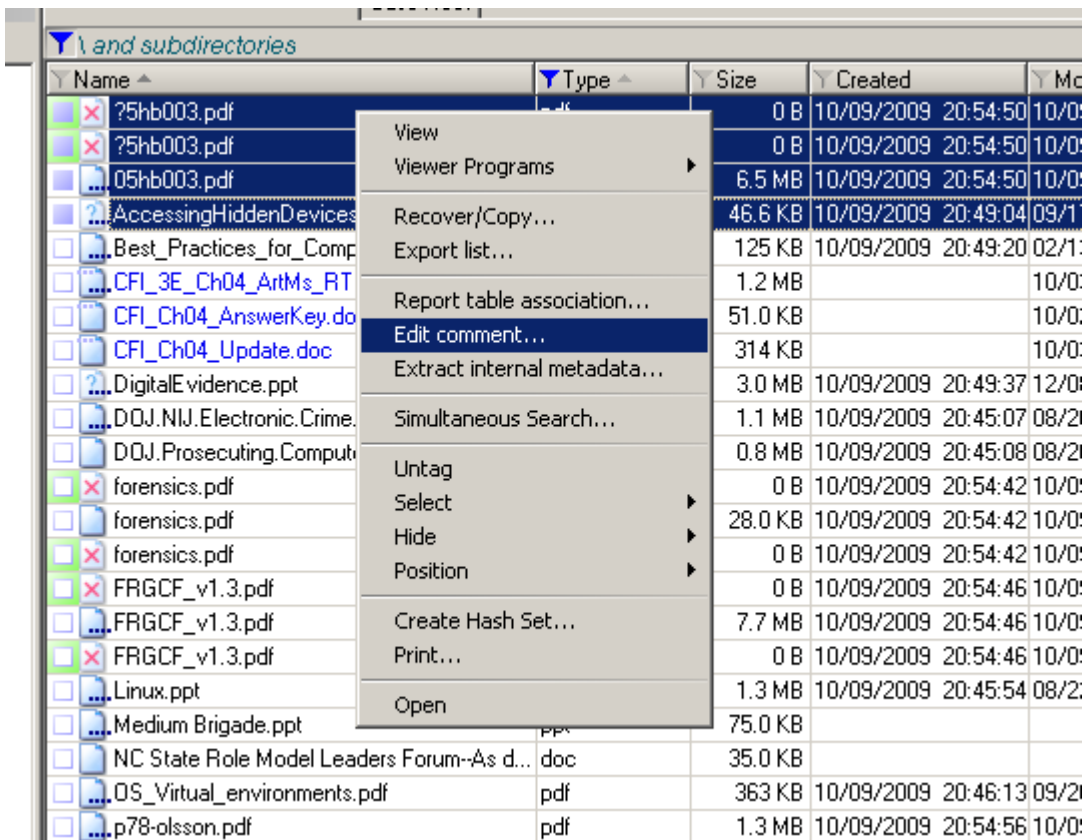 \ and subdirectories
Name Type Size Created
?5hb003.pdf 0 B 10/09/2009 20:54:50
?5hb003.pdf 0 B 10/09/2009 20:54:50
05hb003.pdf 6.5 MB 10/09/2009 20:54:50
AccessingHiddenDevices 46.6 KB 10/09/2009 20:49:04
Best_Practices_for_Comp 125 KB 10/09/2009 20:49:20
CFI_3E_Ch04_ArtMs_RT 1.2 MB
CFI_Ch04_AnswerKey.do 51.0 KB
CFI_Ch04_Update.doc 314 KB
DigitalEvidence.ppt 3.0 MB 10/09/2009 20:49:37
DOJ.NIJ.Electronic.Crime. 1.1 MB 10/09/2009 20:45:07
DOJ.Prosecuting.Comput 0.8 MB 10/09/2009 20:45:08
forensics.pdf 0 B 10/09/2009 20:54:42
forensics.pdf 28.0 KB 10/09/2009 20:54:42
forensics.pdf 0 B 10/09/2009 20:54:42
FRGCF_v1.3.pdf 0 B 10/09/2009 20:54:46
FRGCF_v1.3.pdf 7.7 MB 10/09/2009 20:54:46
FRGCF_v1.3.pdf 0 B 10/09/2009 20:54:46
Linux.ppt 1.3 MB 10/09/2009 20:45:54
Medium Brigade.ppt 75.0 KB
NC State Role Model Leaders Forum--As d... doc 35.0 KB
OS_Virtual_environments.pdf pdf 363 KB 10/09/2009 20:46:13
p78-olsson.pdf pdf 1.3 MB 10/09/2009 20:54:56
View
Viewer Programs
Recover/Copy...
Export list...
Report table association...
Edit comment...
Extract internal metadata...
Simultaneous Search...
Untag
Select
Hide
Position
Create Hash Set...
Print...
Open